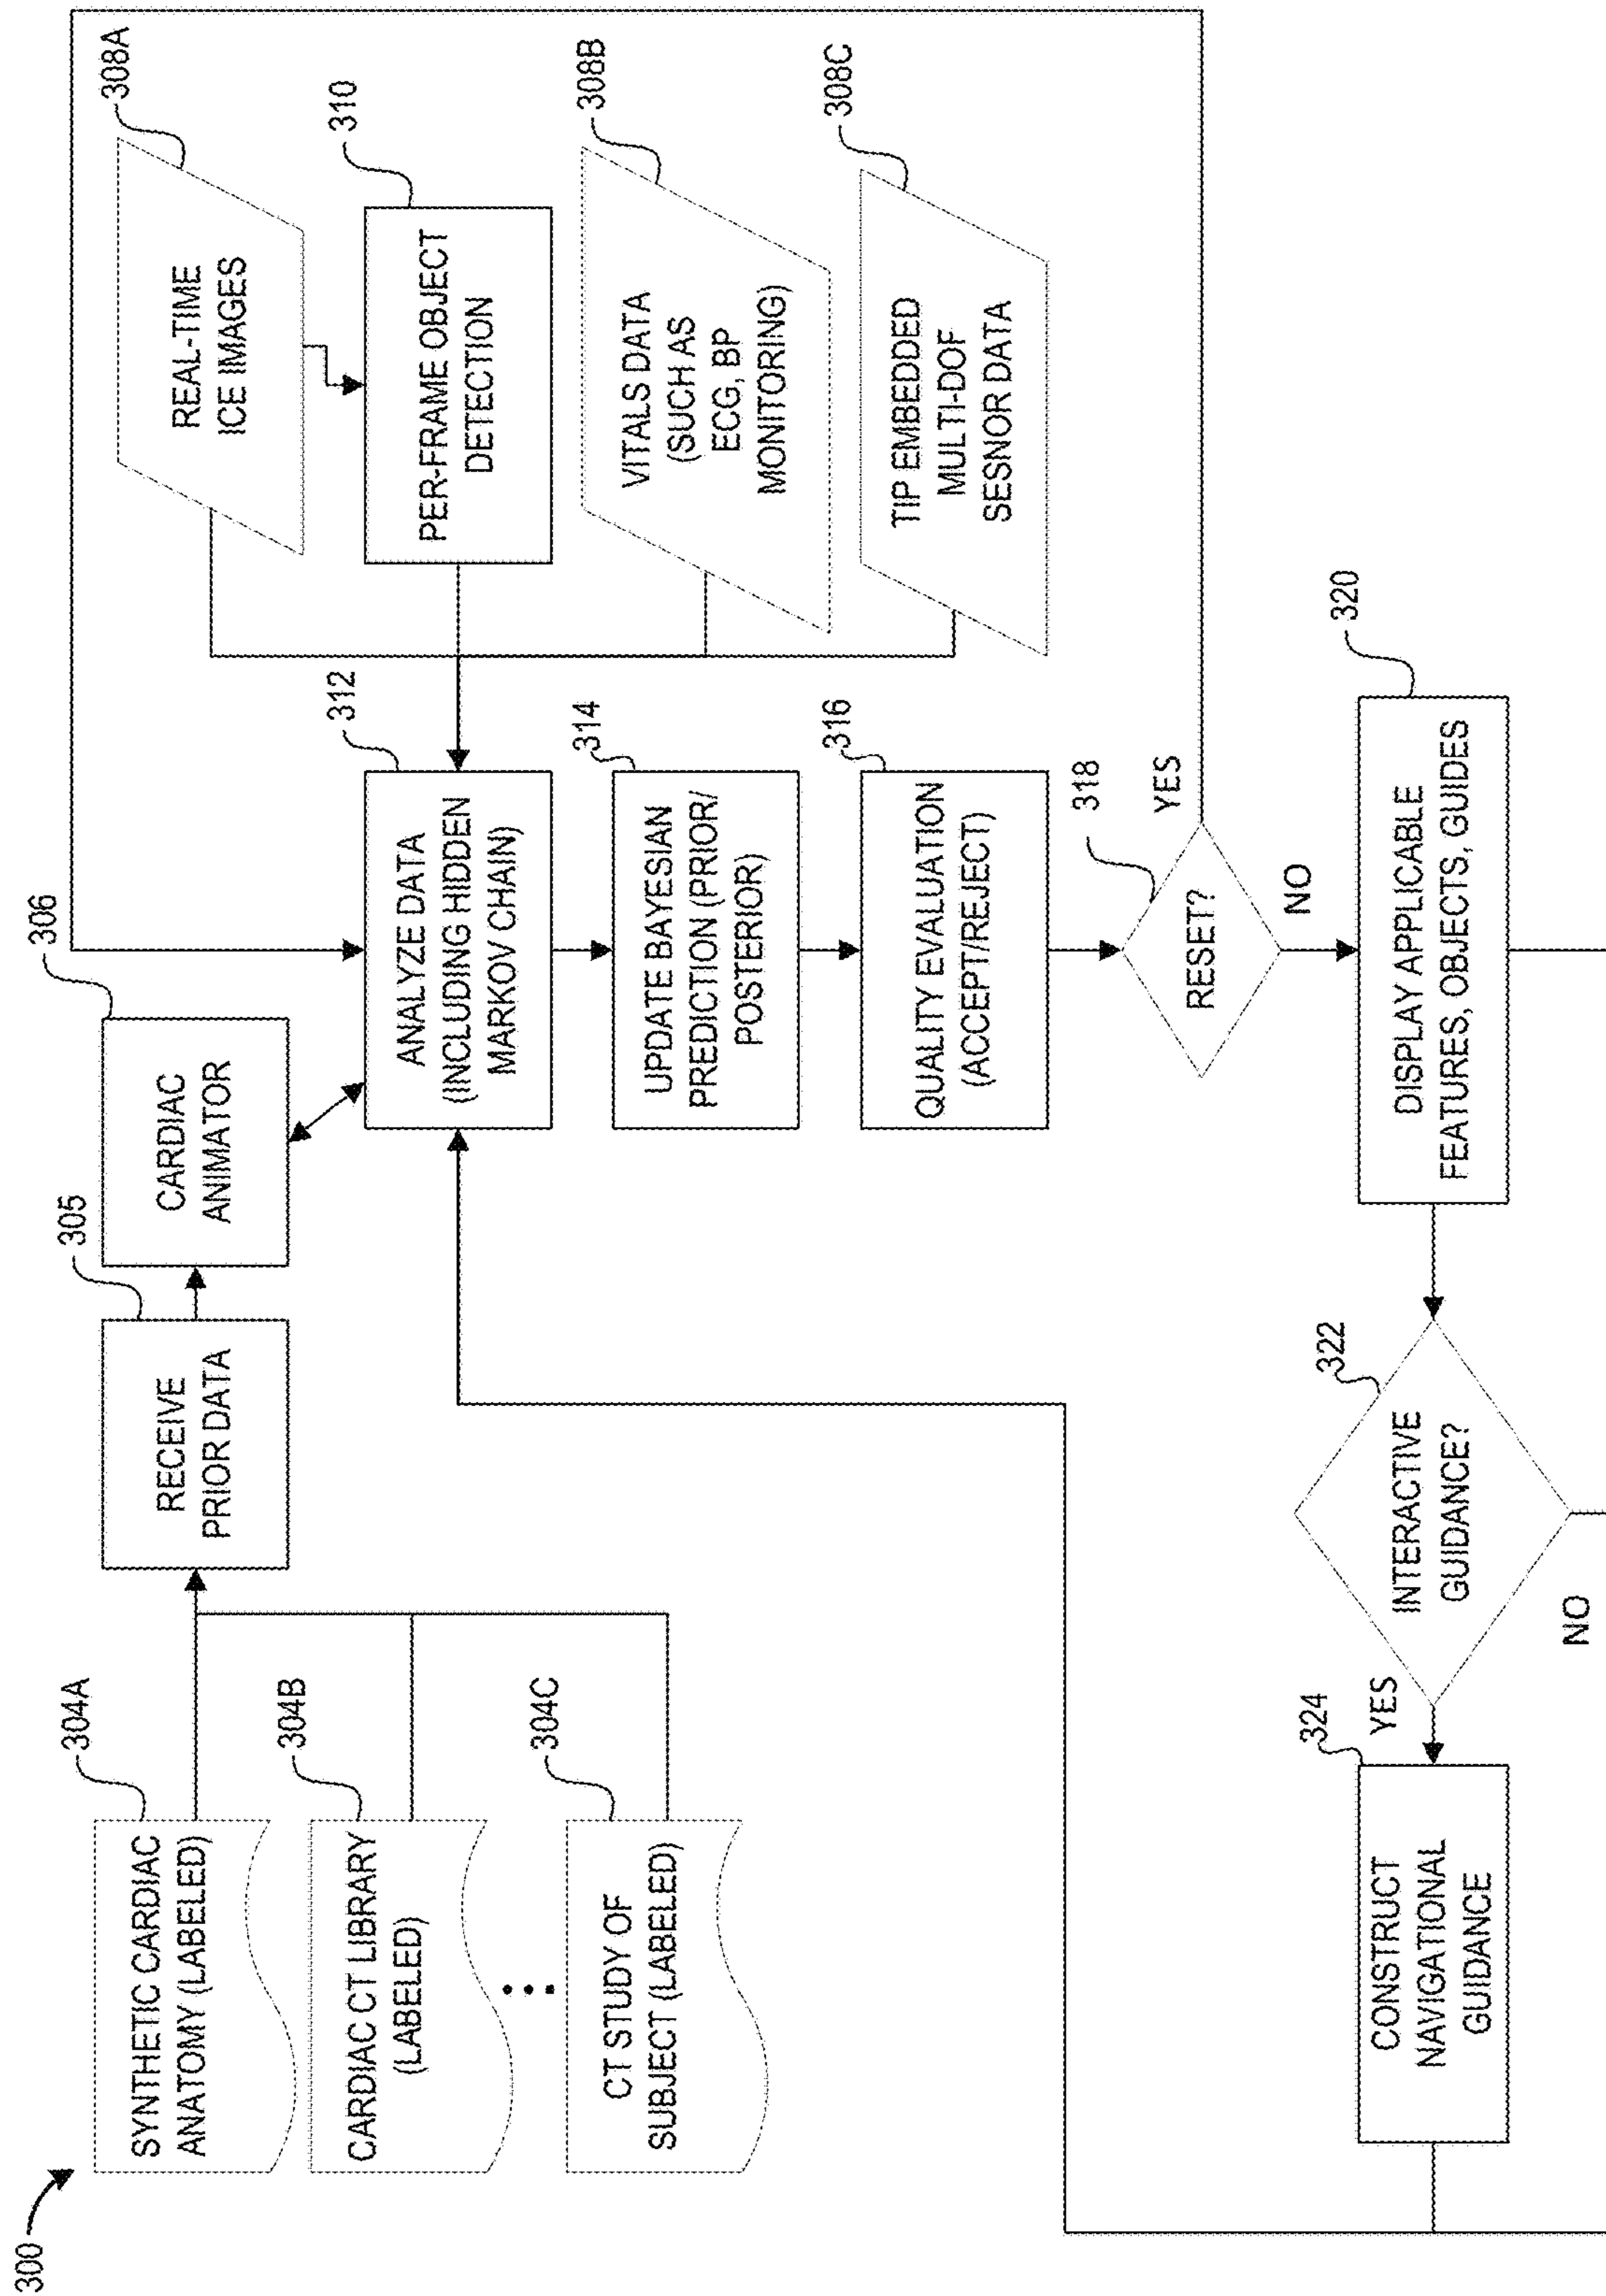 300
304A
SYNTHETIC CARDIAC
ANATOMY (LABELED)
304B
CARDIAC CT LIBRARY
(LABELED)
304C
CT STUDY OF
SUBJECT (LABELED)
305
RECEIVE
PRIOR DATA
306
CARDIAC
ANIMATOR
308A
REAL-TIME
ICE IMAGES
310
PER-FRAME OBJECT
DETECTION
308B
VITALS DATA
(SUCH AS
ECG, BP
MONITORING)
308C
TIP EMBEDDED
MULTI-DOF
SESNOR DATA
312
ANALYZE DATA
(INCLUDING HIDDEN
MARKOV CHAIN)
314
UPDATE BAYESIAN
PREDICTION (PRIOR/
POSTERIOR)
316
QUALITY EVALUATION
(ACCEPT/REJECT)
318
RESET?
YES
NO
320
DISPLAY APPLICABLE
FEATURES, OBJECTS, GUIDES
322
INTERACTIVE
GUIDANCE?
YES
NO
324
CONSTRUCT
NAVIGATIONAL
GUIDANCE